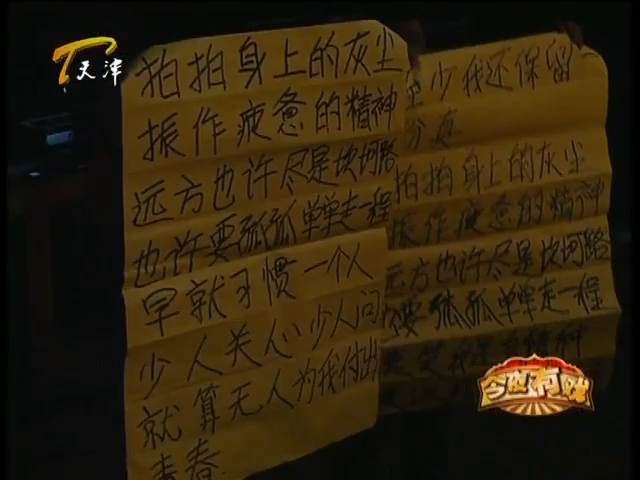 天津
拍拍身上的灰尘
振作疲惫的精神
远方也许尽是坎坷路
也许要孤孤单单走一程
早就习惯一个人
少人关心少人问
就算无人为我付出
青春
至少我还保留一
份真
拍拍身上的灰尘
振作疲惫的精神
远方也许尽是坎坷路
要孤孤单单走一程
今夜有戏